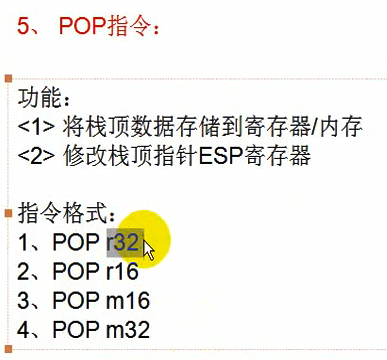 5、 POP指令：
功能：
<1> 将栈顶数据存储到寄存器/内存
<2> 修改栈顶指针ESP寄存器
指令格式：
1、POP r32
2、POP r16
3、POP m16
4、POP m32